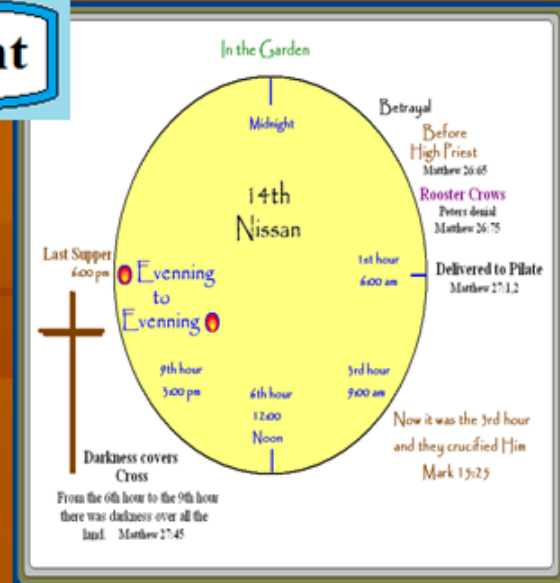 nt
In the Garden
Midnight
Betrayal
Before
High Priest
Matthew 26:65
Rooster Crows
Peters denial
Matthew 26:75
14th
Nissan
Last Supper
6:00 pm
Evenning
to
Evenning
1st hour
6:00 am
Delivered to Pilate
Matthew 27:1,2
9th hour
3:00 pm
6th hour
12:00
Noon
3rd hour
9:00 am
Now it was the 3rd hour
and they crucified Him
Mark 15:25
Darkness covers
Cross
From the 6th hour to the 9th hour
there was darkness over all the
land. Matthew 27:45